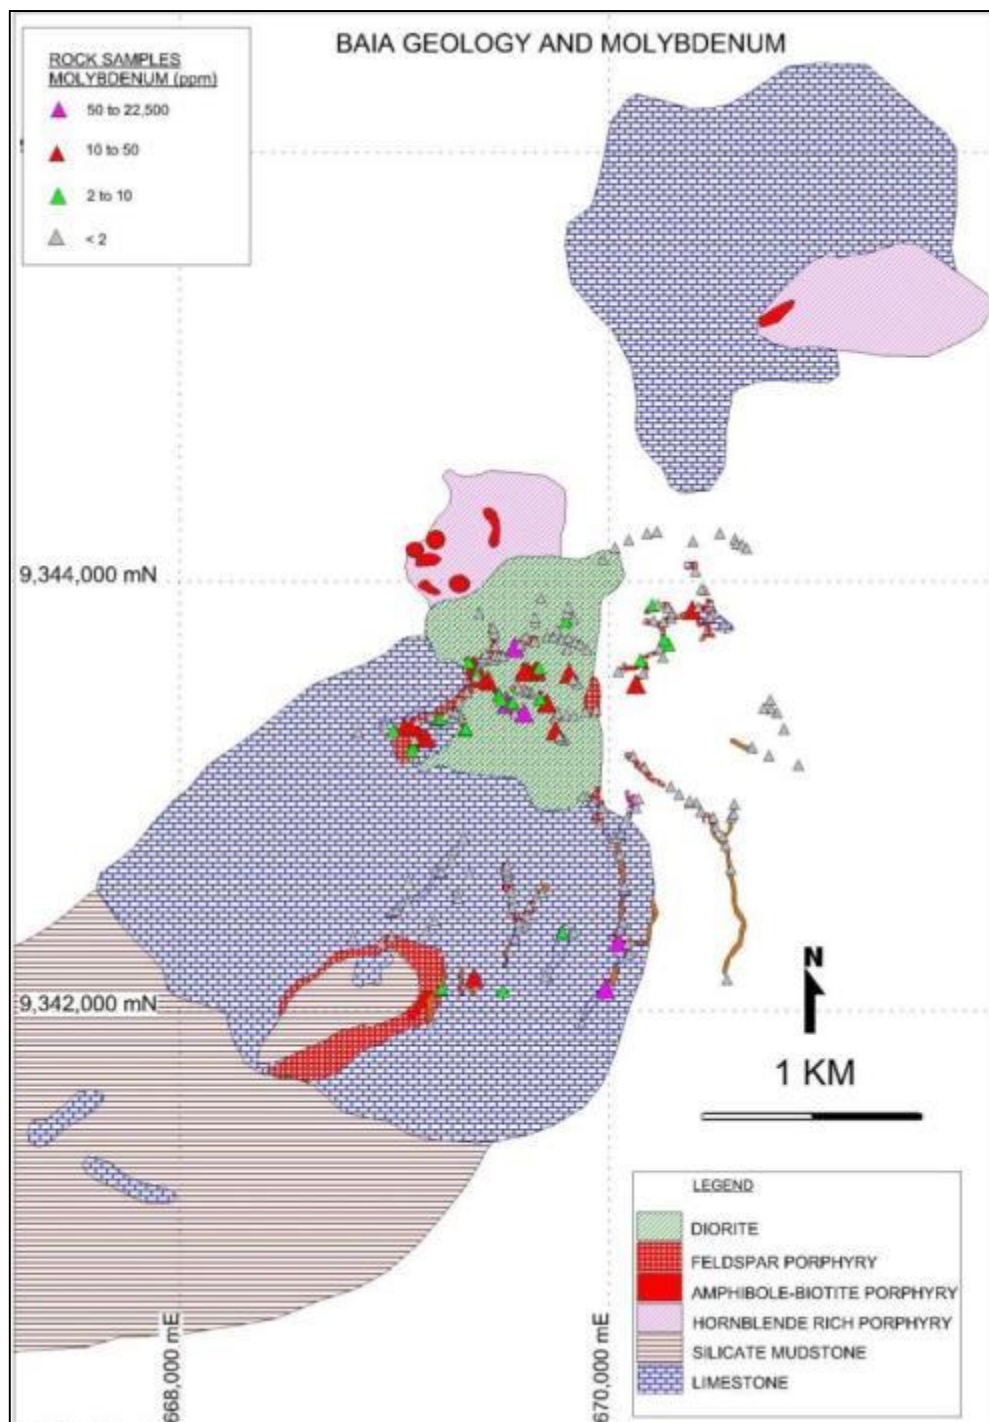 BAIA GEOLOGY AND MOLYBDENUM
ROCK SAMPLES
MOLYBDENUM (ppm)
50 to 22,500
10 to 50
2 to 10
< 2
9,344,000 mN
9,342,000 mN
N
1 KM
668,000 mE
670,000 mE
LEGEND
DIORITE
FELDSPAR PORPHYRY
AMPHIBOLE-BIOTITE PORPHYRY
HORNBLENDE RICH PORPHYRY
SILICATE MUDSTONE
LIMESTONE